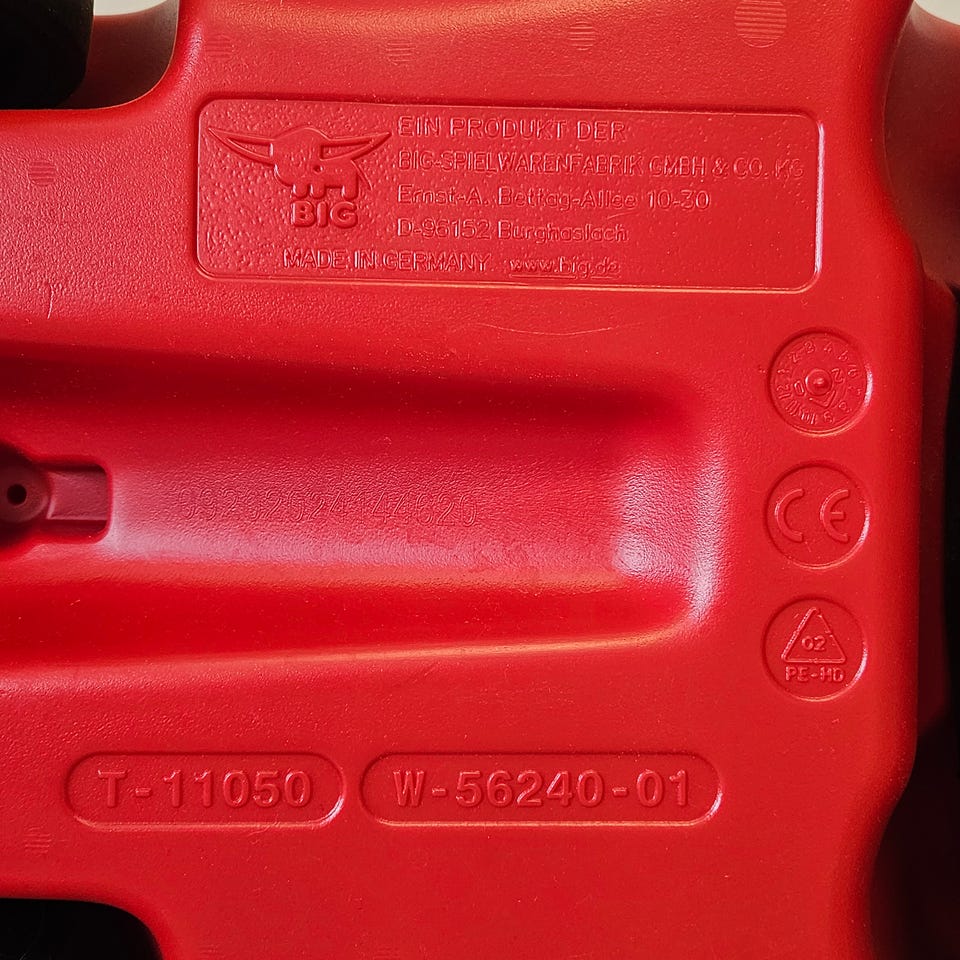 BIG
EIN PRODUKT DER
BIG-SPIELWARENFABRIK GMBH & CO. KG
Ernst-A. Bettag-Allee 10-30
D-96152 Burghaslach
MADE IN GERMANY www.big.de
CE
02
PE-HD
T-11050
W-56240-01